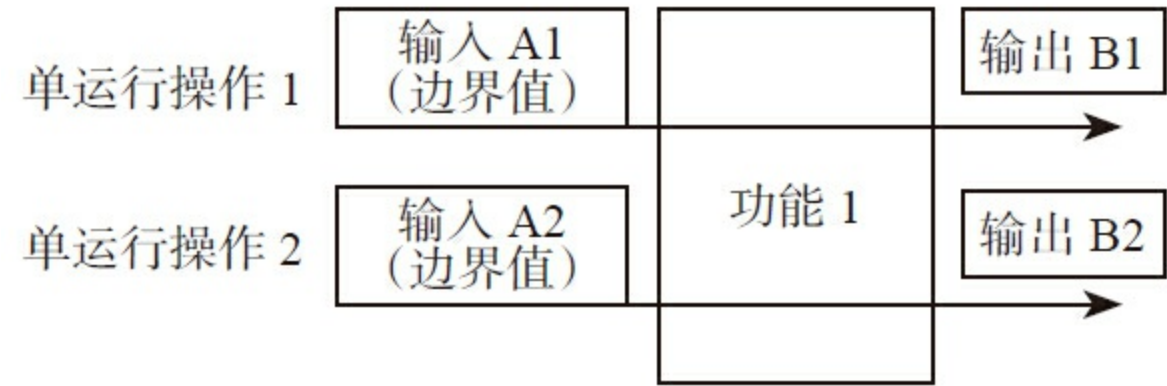 单运行操作 1
输入 A1
（边界值）
输出 B1
功能 1
单运行操作 2
输入 A2
（边界值）
输出 B2